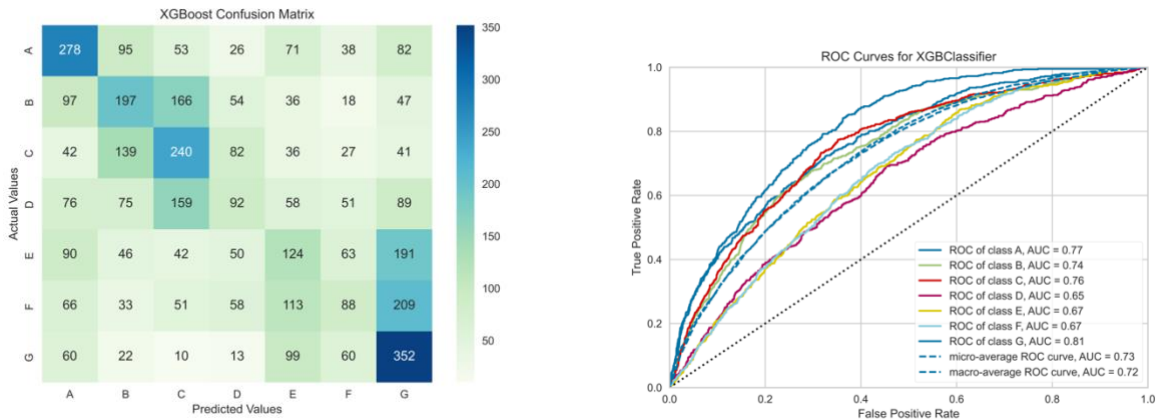 XGBoost Confusion Matrix
A 278 95 53 26 71 38 82
B 97 197 166 54 36 18 47
C 42 139 240 82 36 27 41
D 76 75 159 92 58 51 89
E 90 46 42 50 124 63 191
F 66 33 51 58 113 88 209
G 60 22 10 13 99 60 352
A B C D E F G
Predicted Values
Actual Values
350
300
250
200
150
100
50
ROC Curves for XGBClassifier
1.0
0.8
0.6
0.4
0.2
0.0
True Positive Rate
ROC of class A, AUC = 0.77
ROC of class B, AUC = 0.74
ROC of class C, AUC = 0.76
ROC of class D, AUC = 0.65
ROC of class E, AUC = 0.67
ROC of class F, AUC = 0.67
ROC of class G, AUC = 0.81
micro-average ROC curve, AUC = 0.73
macro-average ROC curve, AUC = 0.72
0.0 0.2 0.4 0.6 0.8 1.0
False Positive Rate